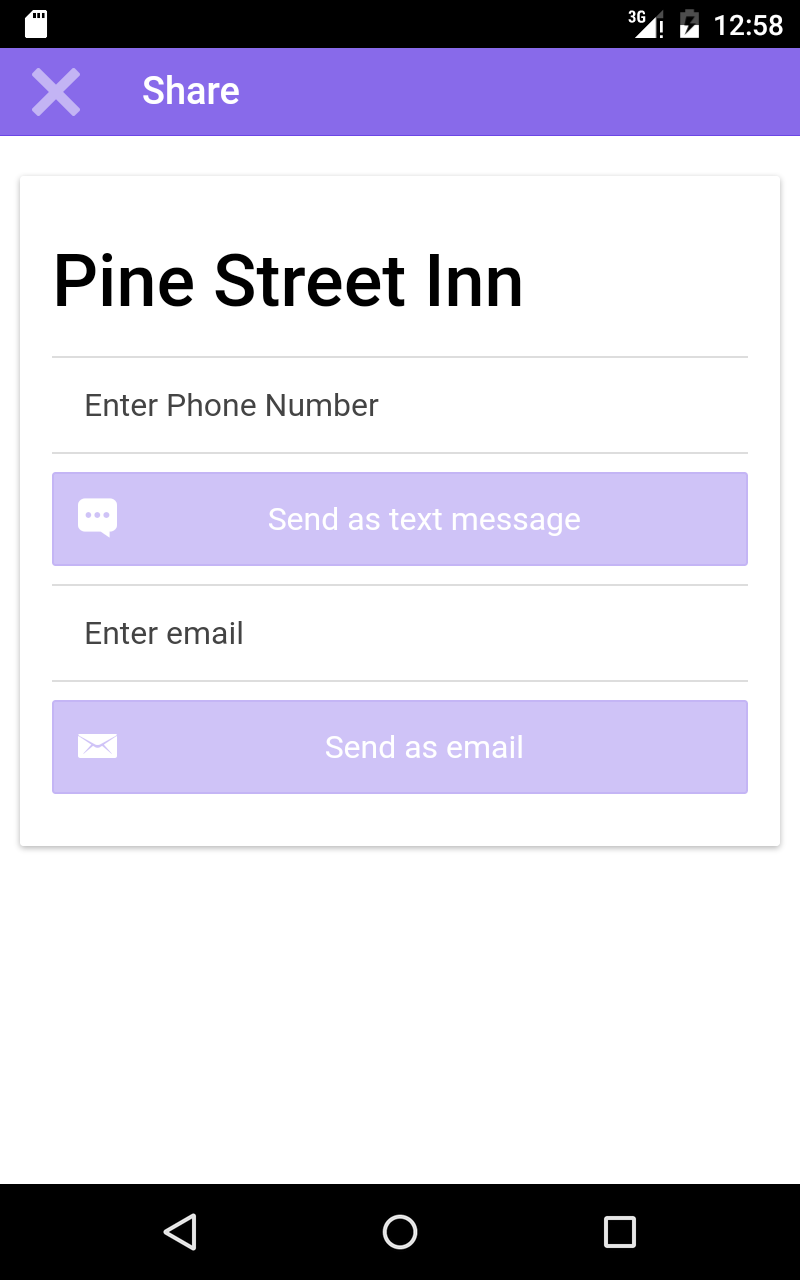 3G 12:58
Share
Pine Street Inn
Enter Phone Number
Send as text message
Enter email
Send as email